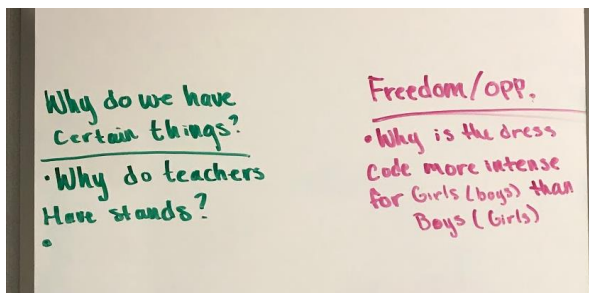 Why do we have
certain things?
• Why do teachers
Have stands?
•
Freedom/opp.
• Why is the dress
code more intense
for Girls (boys) than
Boys (Girls)